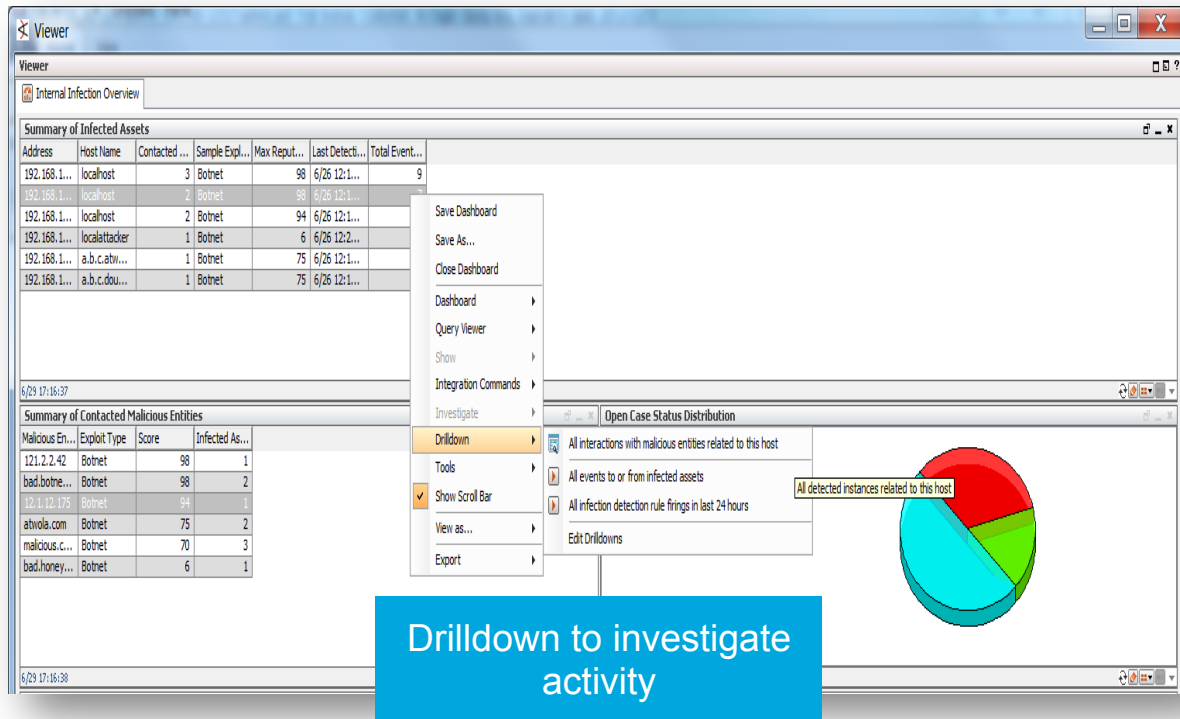 Viewer
Viewer
Internal Infection Overview
Summary of Infected Assets
Address Host Name Contacted ... Sample Expl... Max Reput... Last Detecti... Total Event...
192.168.1... localhost 3 Botnet 98 6/26 12:1... 9
192.168.1... localhost 2 Botnet 98 6/26 12:1...
192.168.1... localhost 2 Botnet 94 6/26 12:1...
192.168.1... localattacker 1 Botnet 6 6/26 12:2...
192.168.1... a.b.c.atw... 1 Botnet 75 6/26 12:1...
192.168.1... a.b.c.dou... 1 Botnet 75 6/26 12:1...
6/29 17:16:37
Save Dashboard
Save As...
Close Dashboard
Dashboard
Query Viewer
Show
Integration Commands
Investigate
Drilldown
Tools
Show Scroll Bar
View as...
Export
All interactions with malicious entities related to this host
All events to or from infected assets
All infection detection rule firings in last 24 hours
Edit Drilldowns
All detected instances related to this host
Summary of Contacted Malicious Entities
Malicious En... Exploit Type Score Infected As...
121.2.2.42 Botnet 98 1
bad.botne... Botnet 98 2
12.1.12.175 Botnet 94 1
atwola.com Botnet 75 2
malicious.c... Botnet 70 3
bad.honey... Botnet 6 1
6/29 17:16:38
Open Case Status Distribution
Drilldown to investigate
activity